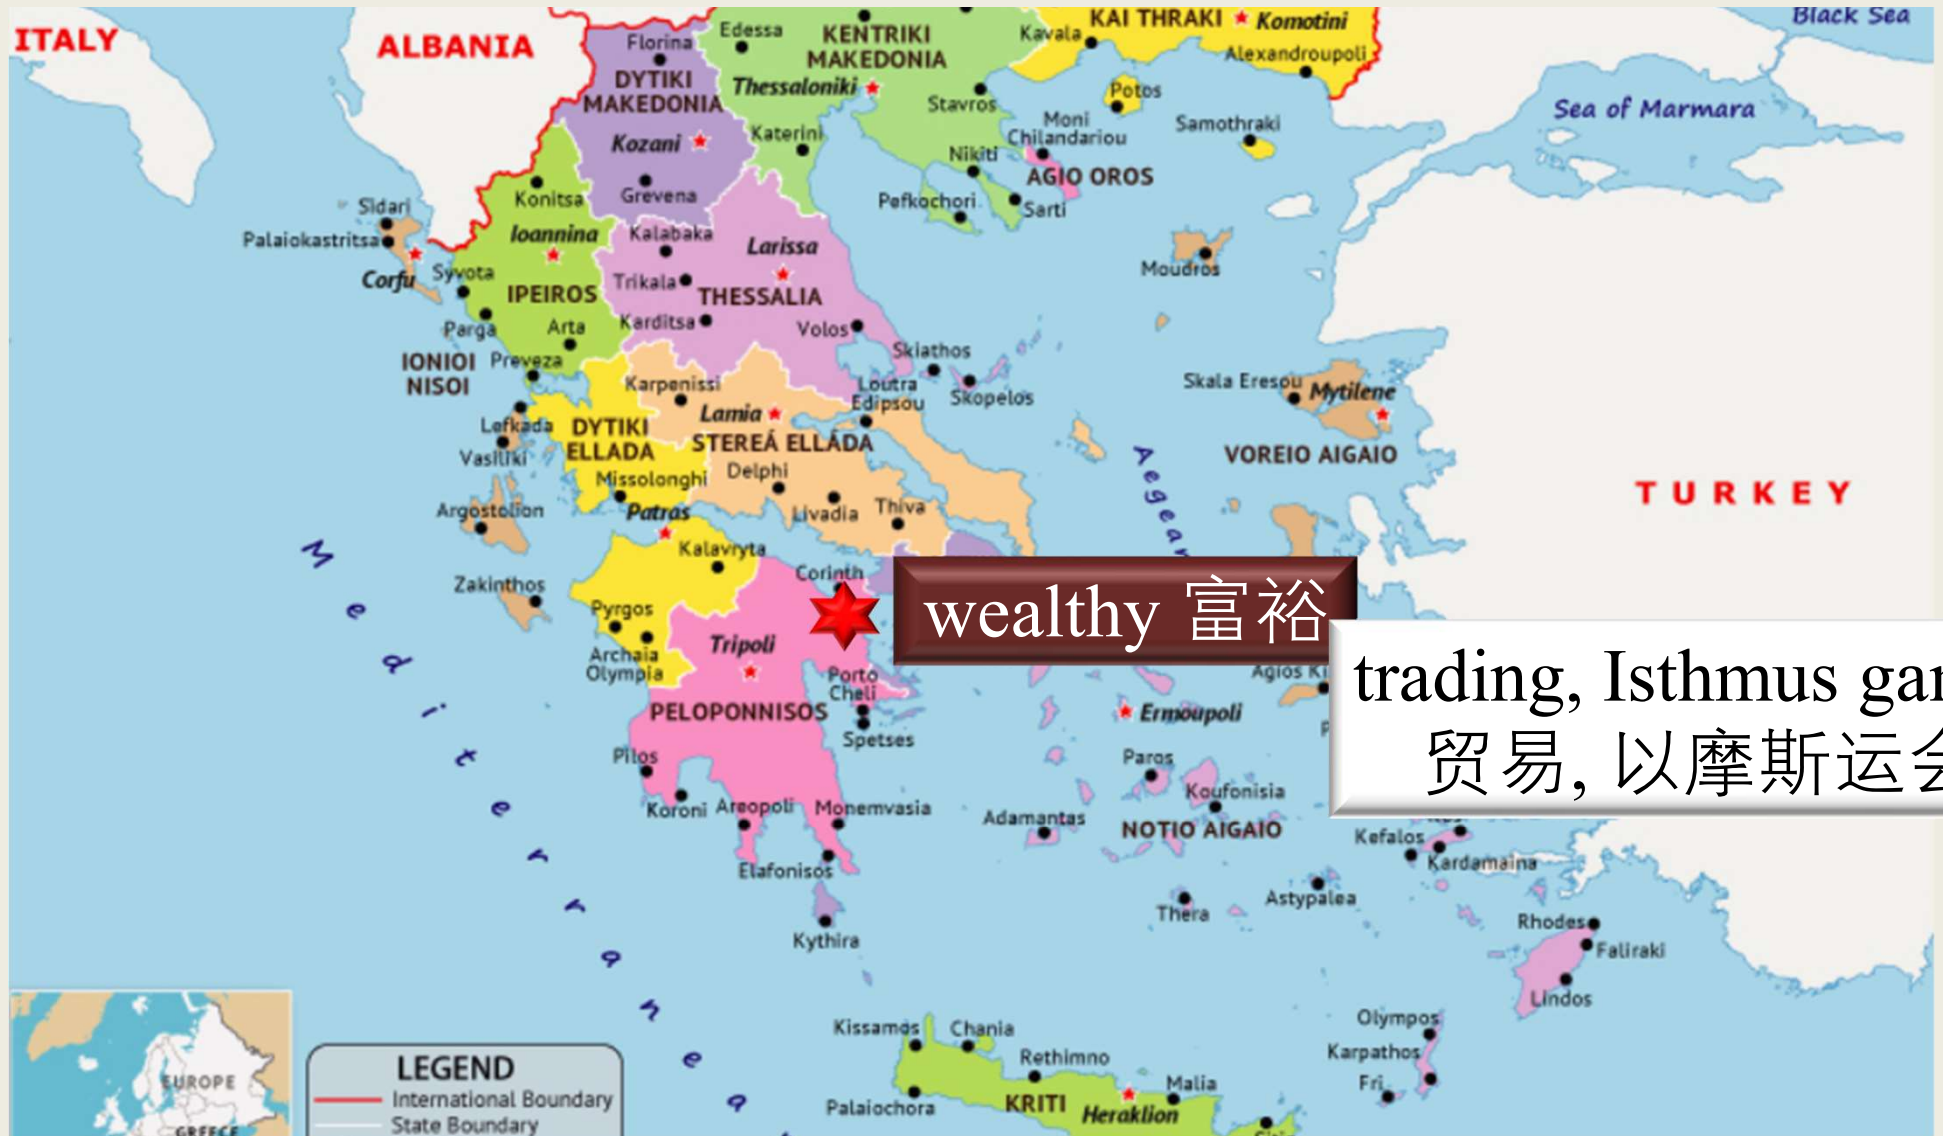 ITALY
ALBANIA
Black Sea
KAI THRAKI
Komotini
Edessa
KENTRIKI
MAKEDONIA
Kavala
Alexandroupoli
Florina
DYTIKI
MAKEDONIA
Thessaloniki
Stavros
Potos
Sea of Marmara
Kozani
Katerini
Moni
Chilandariou
Samothraki
Nikiti
AGIO OROS
Konitsa
Grevena
Pefkochori
Sarti
Sidari
Palaiokastritsa
Ioannina
Kalabaka
Larissa
Corfu
Syvota
Moudros
IPEIROS
Trikala
THESSALIA
Parga
Arta
Karditsa
Volos
IONIOI
NISOI
Preveza
Skiathos
Karpenissi
Loutra
Edipsou
Skopelos
Skala Eresou
Mytilene
Lefkada
DYTIKI
ELLADA
Lamia
STEREÁ ELLÁDA
VOREIO AIGAIO
Vasiliki
Missolonghi
Delphi
Aegean
TURKEY
Argostolion
Patras
Livadia
Thiva
Kalavryta
Corinth
Zakinthos
Pyrgos
wealthy 富裕
Archaia
Olympia
Tripoli
Porto
Cheli
trading, Isthmus
贸易, 以摩斯运
PELOPONNISOS
Ermoupoli
Spetses
Pilos
Paros
Koroni
Areopoli
Monemvasia
Koufonisia
Adamantas
NOTIO AIGAIO
Kefalos
Kardamaina
Elafonisos
Astypalea
Thera
Kythira
Rhodes
Faliraki
Lindos
Kissamos
Chania
Olympos
Rethimno
Karpathos
Malia
Fri
Palaiochora
KRITI
Heraklion
EUROPE
GREECE
LEGEND
International Boundary
State Boundary